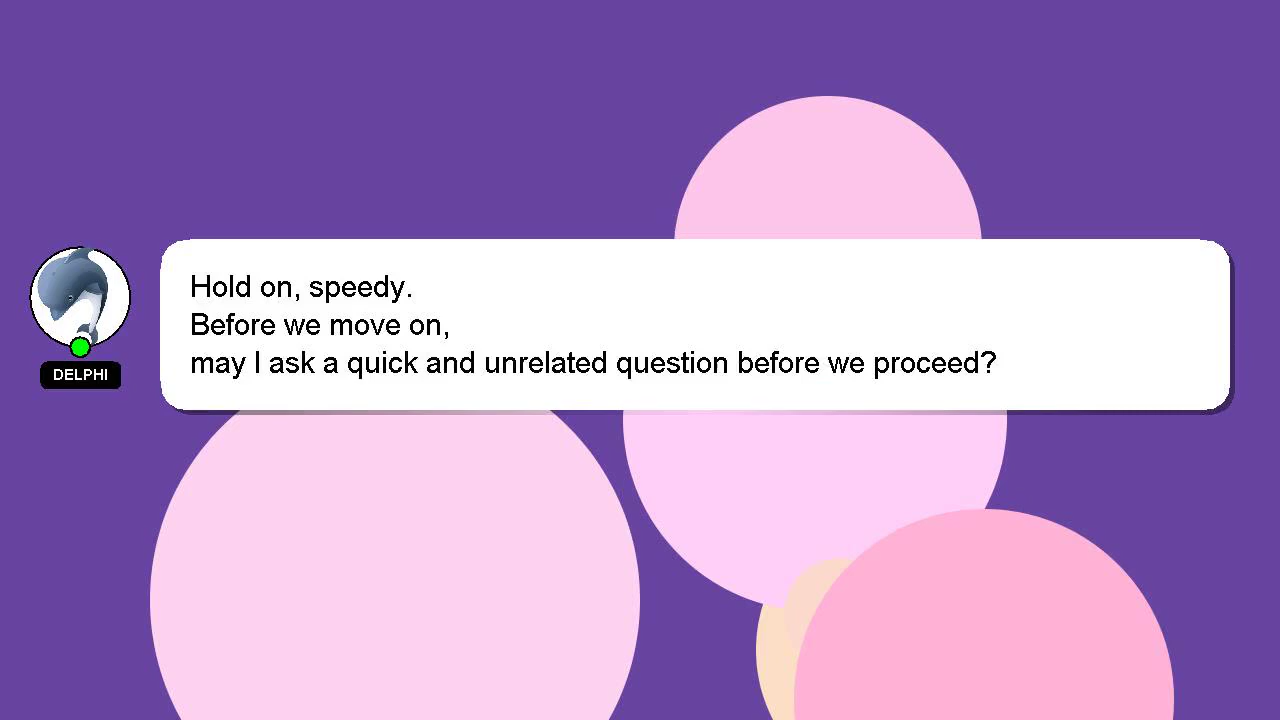 Hold on, speedy.
Before we move on,
may I ask a quick and unrelated question before we proceed?
DELPHI